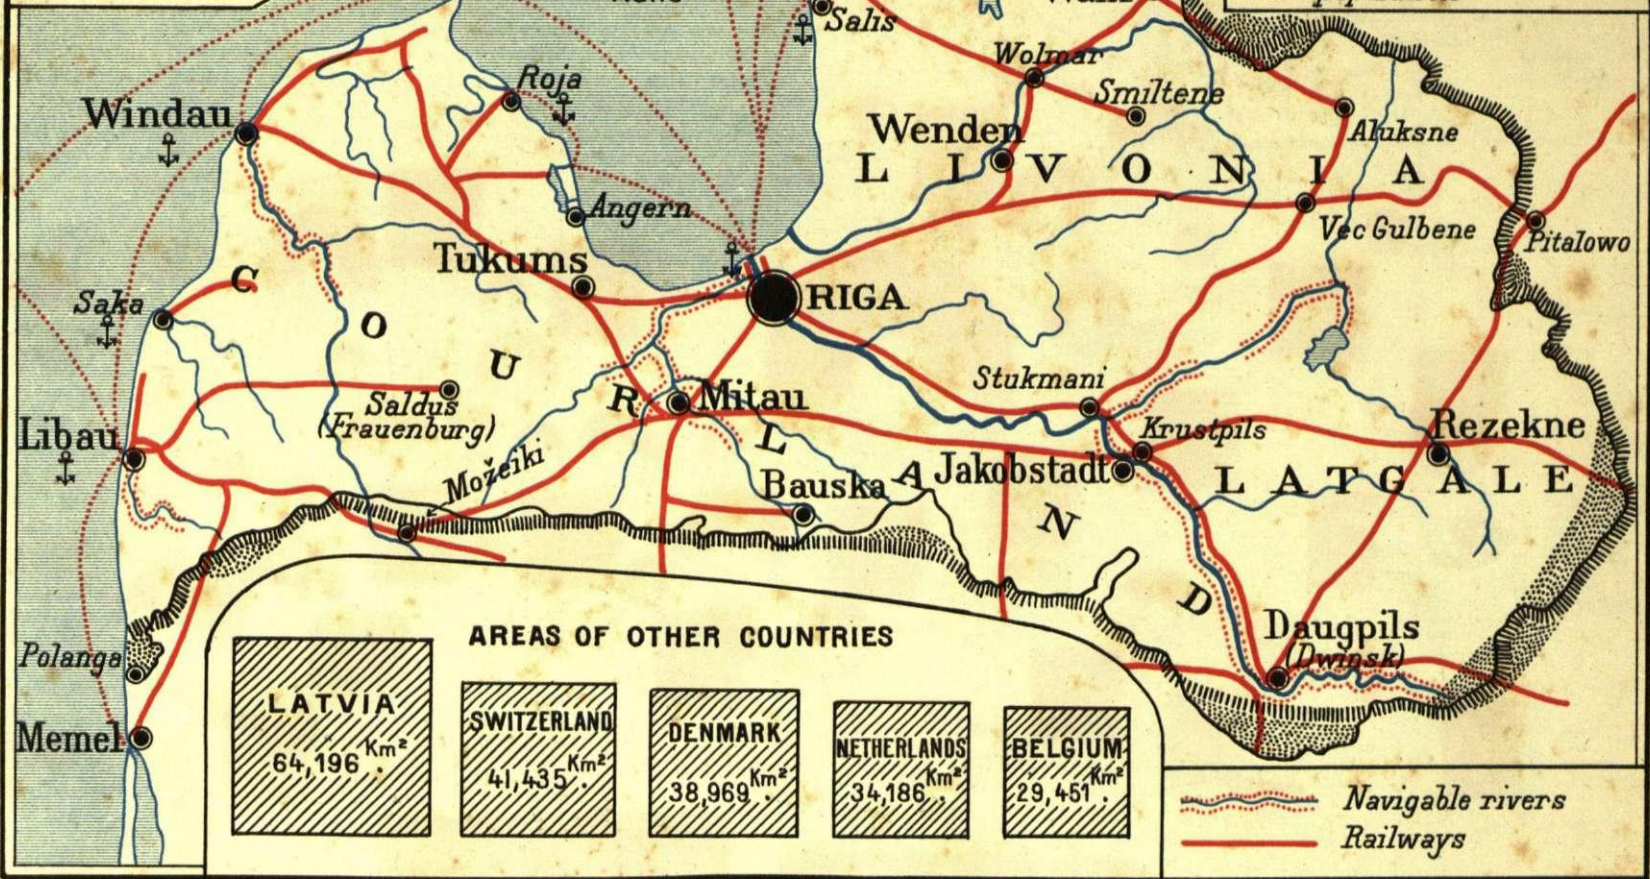 Salis
Wolmar
Roja
Smiltene
Windau
Wenden
Aluksne
LIVONIA
Angern
Vec Gulbene
Pitalowo
Tukums
Saka
RIGA
COURLAND
Stukmani
Saldus
(Frauenburg)
Mitau
Libau
Krustpils
Rezekne
Možeiki
Jakobstadt
LATGALE
Bauska
Daugpils
(Dwinsk)
Polanga
Memel
AREAS OF OTHER COUNTRIES
LATVIA
64,196 Km².
SWITZERLAND
41,435 Km².
DENMARK
38,969 Km².
NETHERLANDS
34,186 Km².
BELGIUM
29,451 Km².
Navigable rivers
Railways